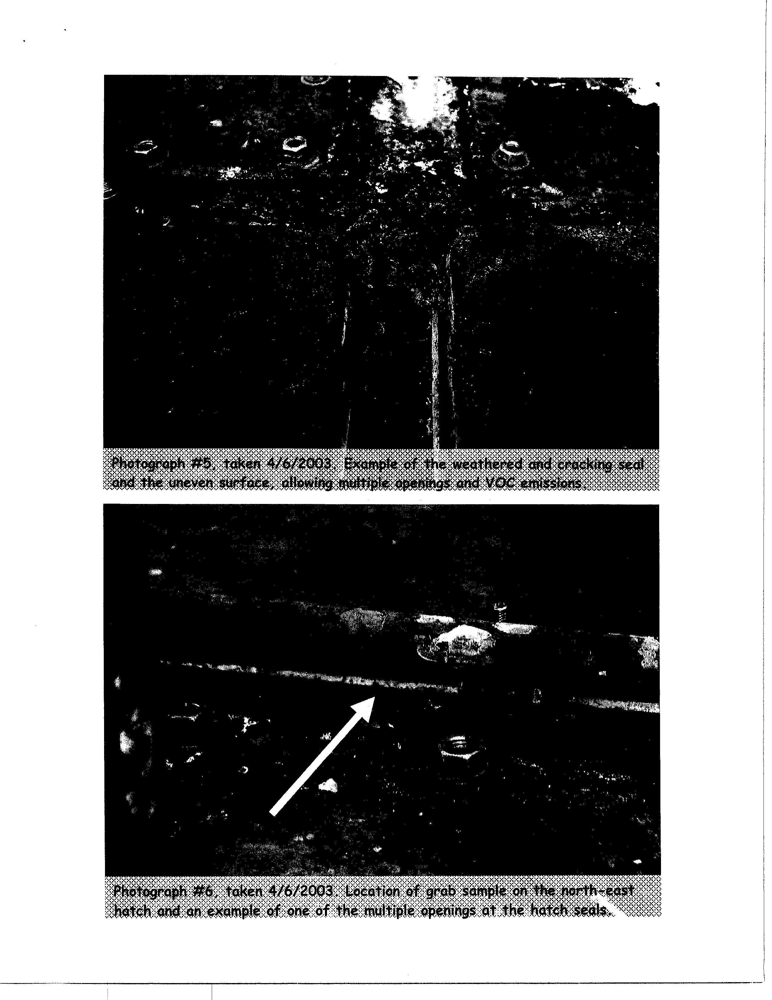 Photograph #5, taken 4/6/2003. Example of the weathered and cracking seal
and the uneven surface, allowing multiple openings and VOC emissions.
Photograph #6, taken 4/6/2003. Location of grab sample on the north-east
hatch and an example of one of the multiple openings at the hatch seals.